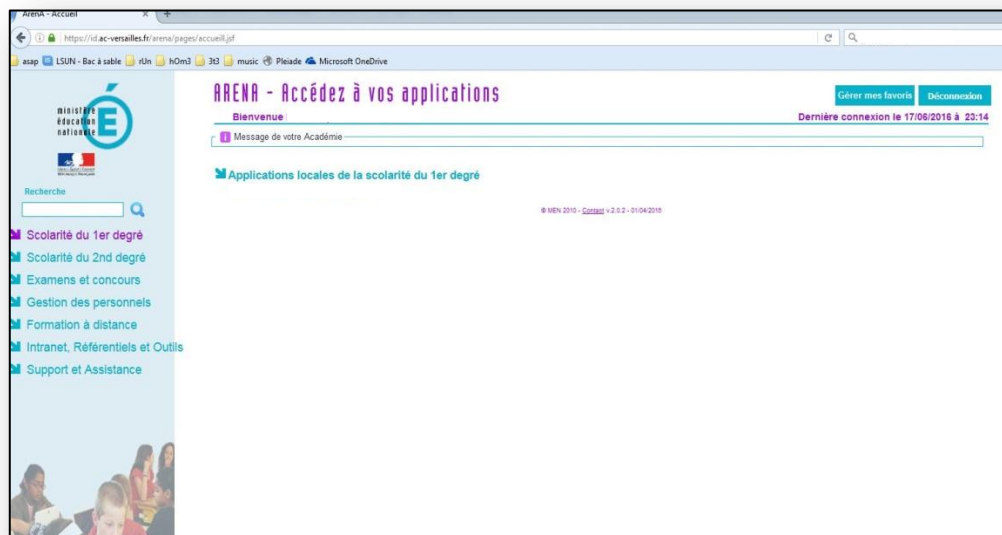 ArenA - Accueil
https://id.ac-versailles.fr/arena/pages/accueill.jsf
asap LSUN - Bac à sable rUn hOm3 3t3 music Pleiade Microsoft OneDrive
ministère
éducation
nationale
ARENA - Accédez à vos applications
Gérer mes favoris Déconnexion
Bienvenue
Dernière connexion le 17/06/2016 à 23:14
Message de votre Académie
Applications locales de la scolarité du 1er degré
© MEN 2010 - Contact v.2.0.2 - 01/04/2015
Recherche
Scolarité du 1er degré
Scolarité du 2nd degré
Examens et concours
Gestion des personnels
Formation à distance
Intranet, Référentiels et Outils
Support et Assistance